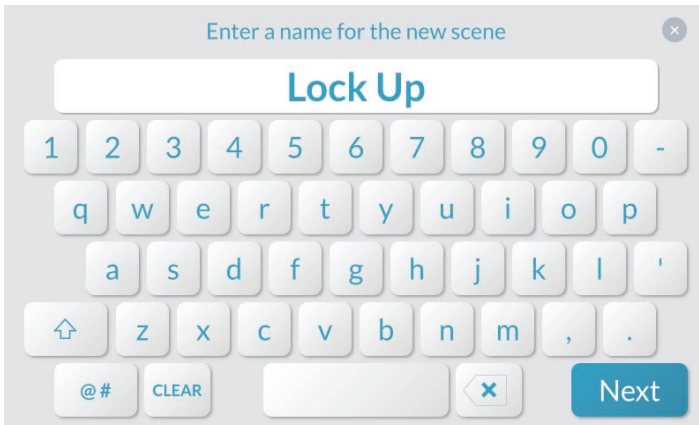 Enter a name for the new scene
Lock Up
1 2 3 4 5 6 7 8 9 0 -
q w e r t y u i o p
a s d f g h j k l '
z x c v b n m , .
@ # CLEAR Next